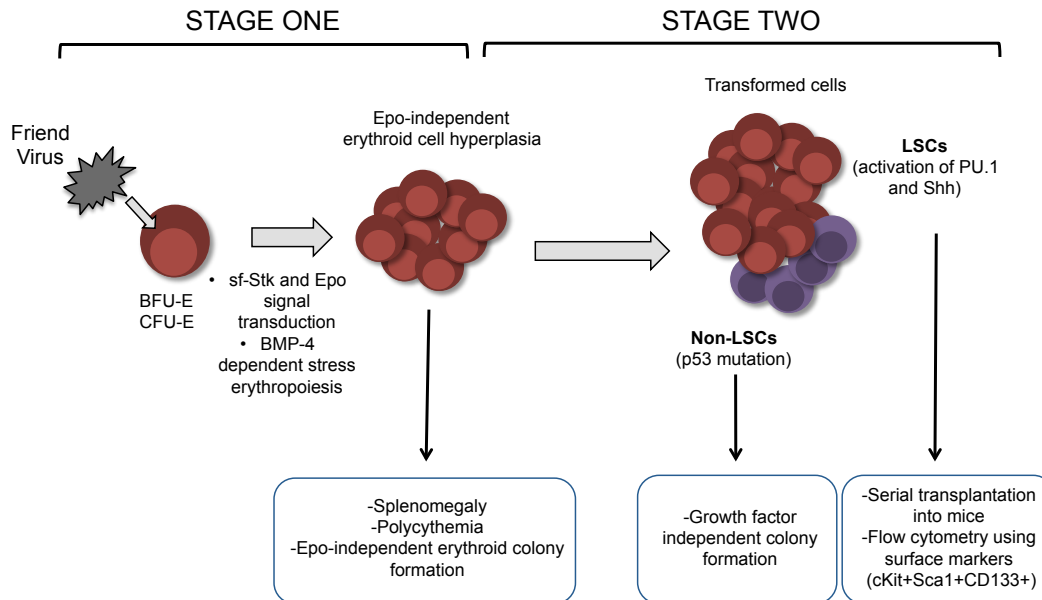 STAGE ONE
STAGE TWO
Friend
Virus
BFU-E
CFU-E
• sf-Stk and Epo
signal
transduction
• BMP-4
dependent stress
erythropoiesis
Epo-independent
erythroid cell hyperplasia
Transformed cells
LSCs
(activation of PU.1
and Shh)
Non-LSCs
(p53 mutation)
-Splenomegaly
-Polycythemia
-Epo-independent erythroid colony
formation
-Growth factor
independent colony
formation
-Serial transplantation
into mice
-Flow cytometry using
surface markers
(cKit+Sca1+CD133+)